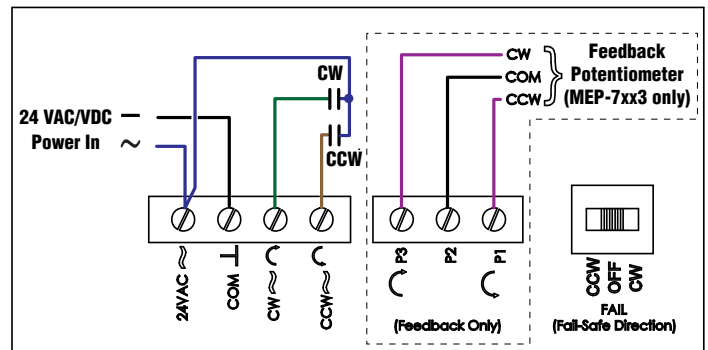 CW
COM
CCW
Feedback
Potentiometer
(MEP-7xx3 only)
CW
CCW
24 VAC/VDC
Power In
24VAC
COM
CW
CCW
P3
P2
P1
(Feedback Only)
CCW
OFF
CW
FAIL
(Fail-Safe Direction)